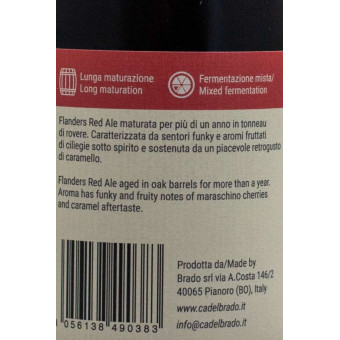 Lunga maturazione
Long maturation
Fermentazione mista/
Mixed fermentation
Flanders Red Ale maturata per più di un anno in tonneau
di rovere. Caratterizzata da sentori funky e aromi fruttati
di ciliegie sotto spirito e sostenuta da un piacevole retrogusto
di caramello.
Flanders Red Ale aged in oak barrels for more than a year.
Aroma has funky and fruity notes of maraschino cherries
and caramel aftertaste.
Prodotta da/Made by
Brado srl via A.Costa 146/2
40065 Pianoro (BO), Italy
www.cadelbrado.it
info@cadelbrado.it
056138 490383